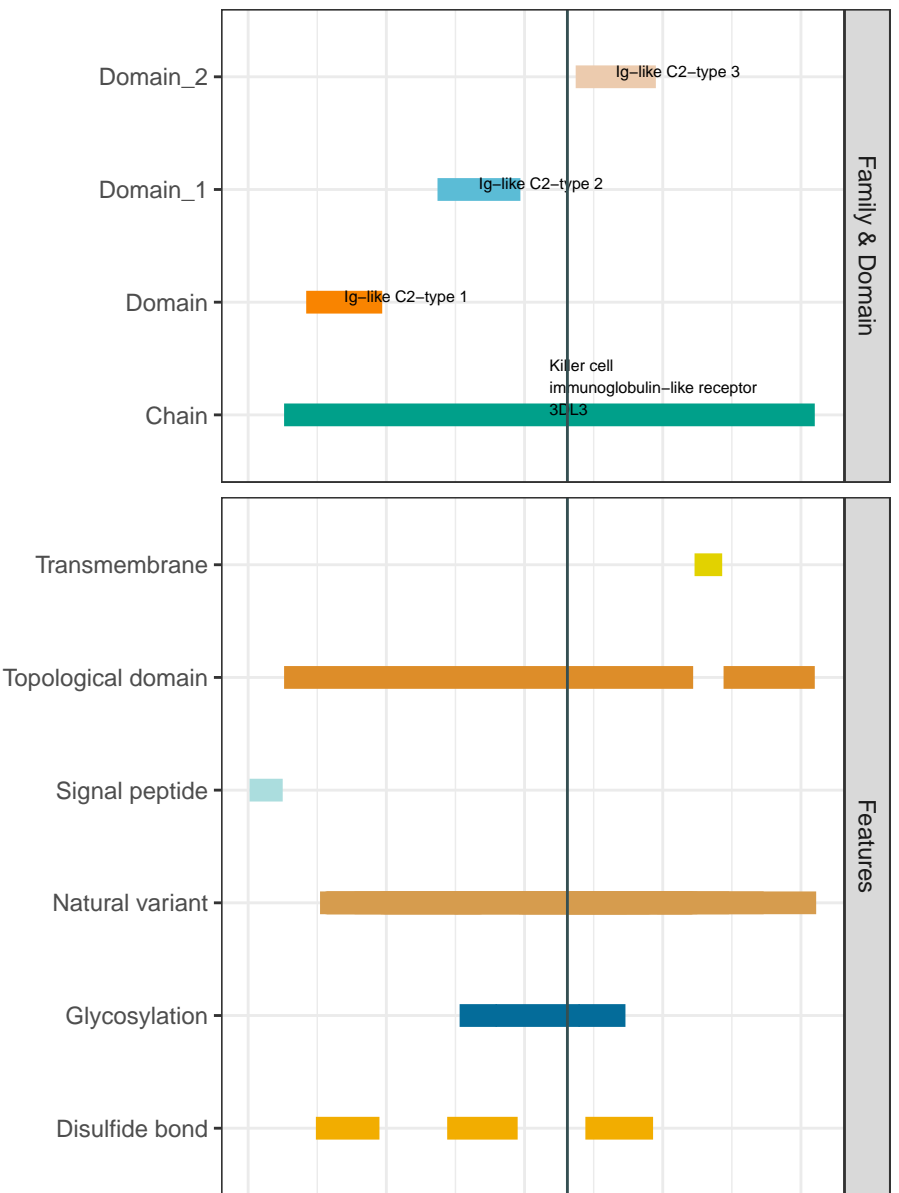 Domain_2
Ig−like C2−type 3
Domain_1
Ig−like C2−type 2
Domain
Ig−like C2−type 1
Chain
Killer cell
immunoglobulin−like receptor
3DL3
Family & Domain
Transmembrane
Topological domain
Signal peptide
Natural variant
Glycosylation
Disulfide bond
Features